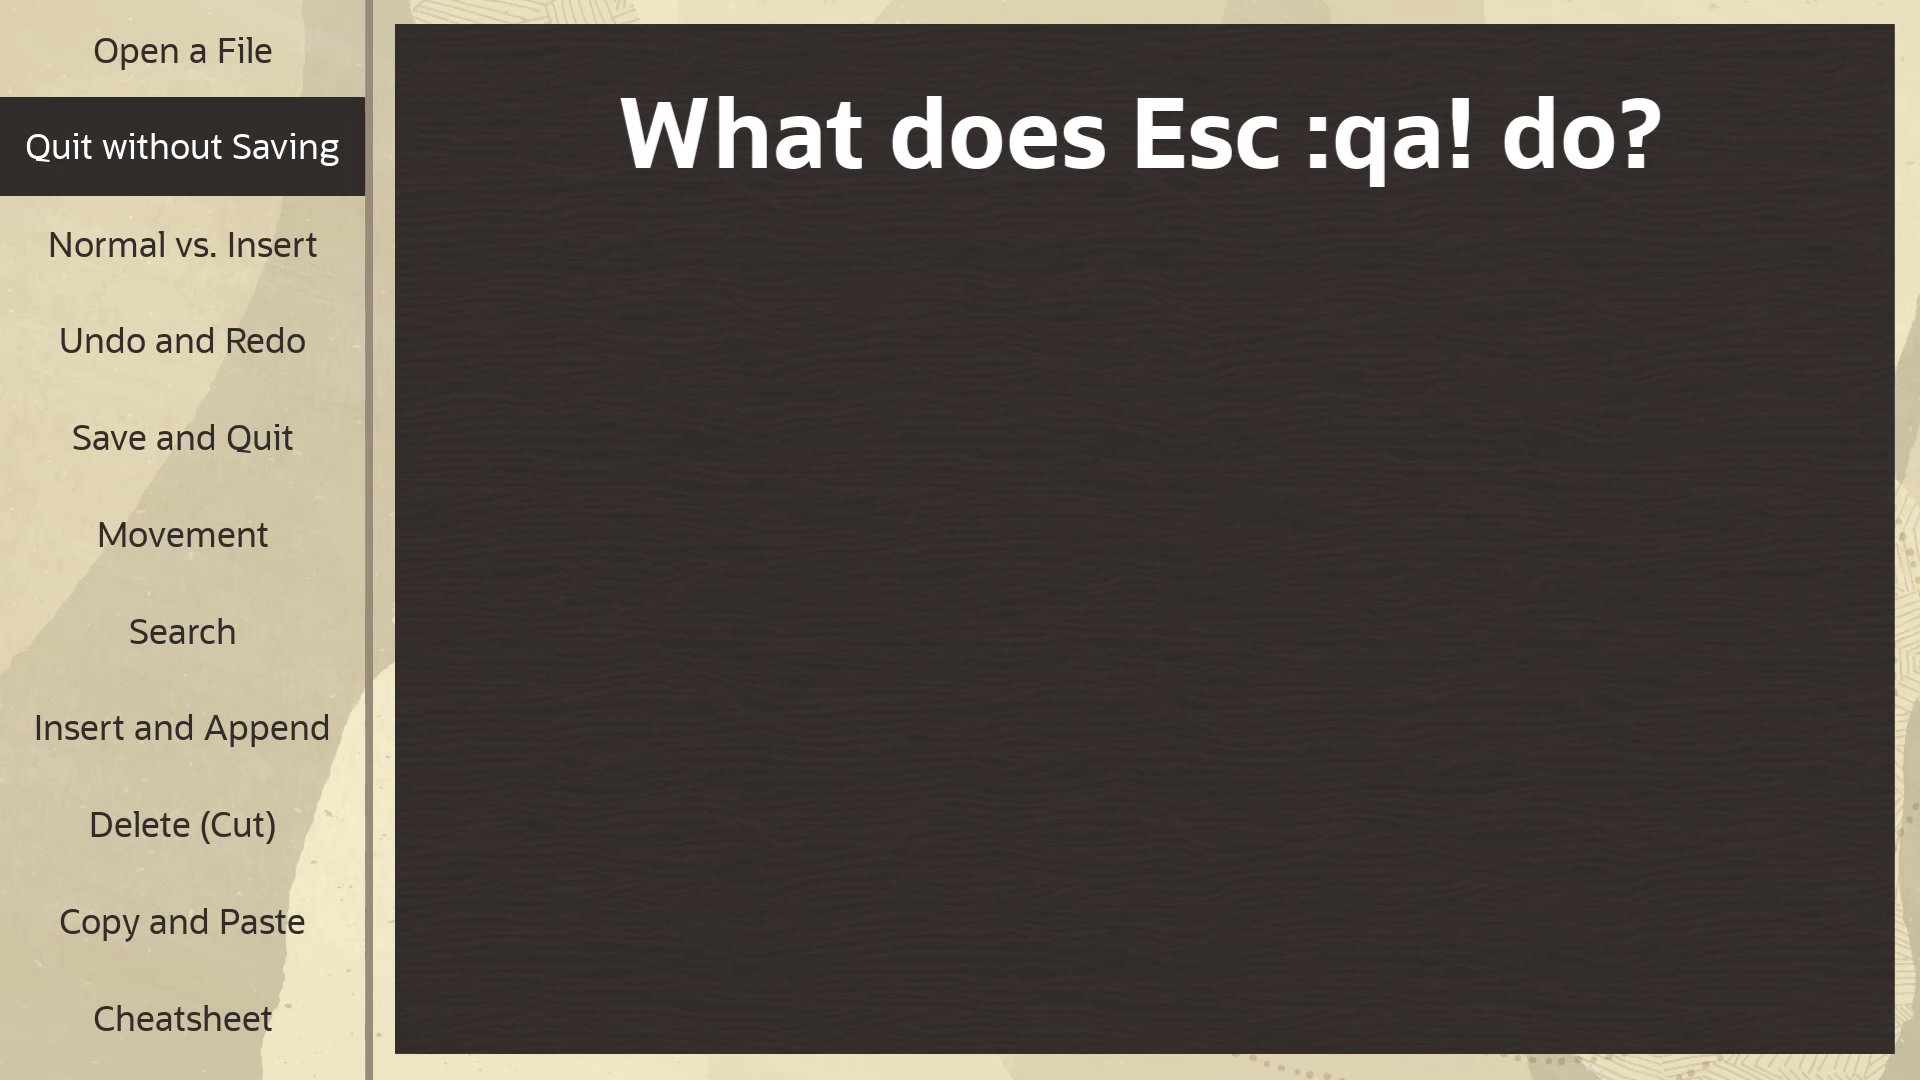 Open a File
Quit without Saving
Normal vs. Insert
Undo and Redo
Save and Quit
Movement
Search
Insert and Append
Delete (Cut)
Copy and Paste
Cheatsheet
What does Esc :qa! do?